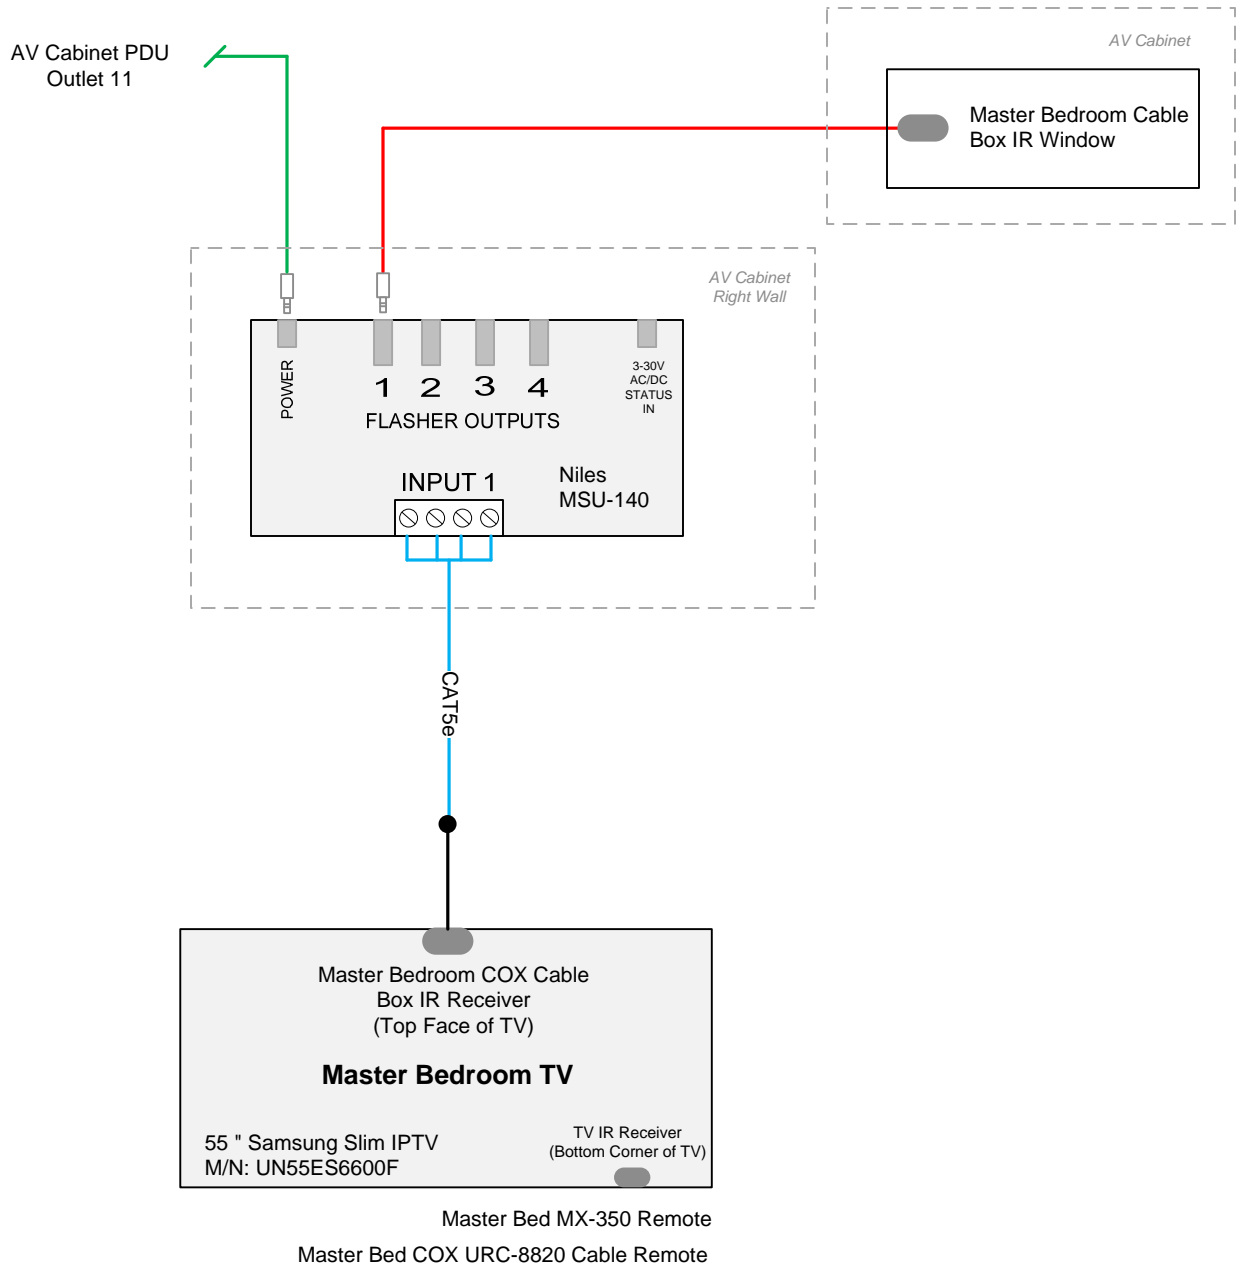 AV Cabinet PDU
Outlet 11
AV Cabinet
Master Bedroom Cable
Box IR Window
AV Cabinet
Right Wall
POWER
1 2 3 4
FLASHER OUTPUTS
3-30V
AC/DC
STATUS
IN
INPUT 1
Niles
MSU-140
CAT5e
Master Bedroom COX Cable
Box IR Receiver
(Top Face of TV)
Master Bedroom TV
55 " Samsung Slim IPTV
M/N: UN55ES6600F
TV IR Receiver
(Bottom Corner of TV)
Master Bed MX-350 Remote
Master Bed COX URC-8820 Cable Remote